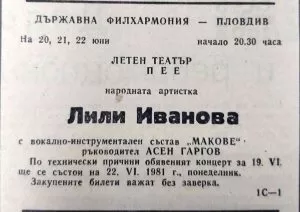 ДЪРЖАВНА ФИЛХАРМОНИЯ — ПЛОВДИВ
На 20, 21, 22 юни начало 20.30 часа
ЛЕТЕН ТЕАТЪР
ПЕЕ
народната артистка
Лили Иванова
с вокално-инструментален състав „МАКОВЕ“
ръководител АСЕН ГАРГОВ
По технически причини обявеният концерт за 19. VI.
ще се състои на 22. VI. 1981 г., понеделник.
Закупените билети важат без заверка.
1С—1